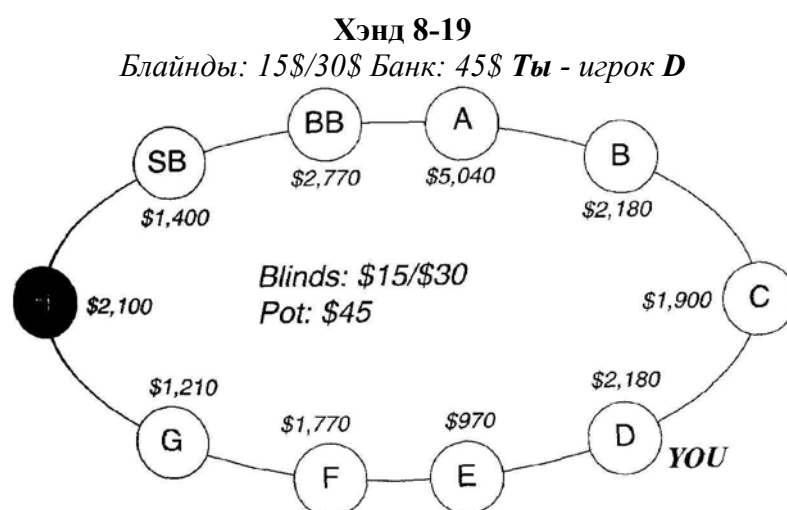 Хэнд 8-19
Блайнды: 15$/30$ Банк: 45$ Ты - игрок D
BB
A
SB
B
$2,770
$5,040
$1,400
$2,180
Blinds: $15/$30
Pot: $45
$2,100
$1,900
C
$1,210
$1,770
$970
$2,180
G
F
E
D
YOU